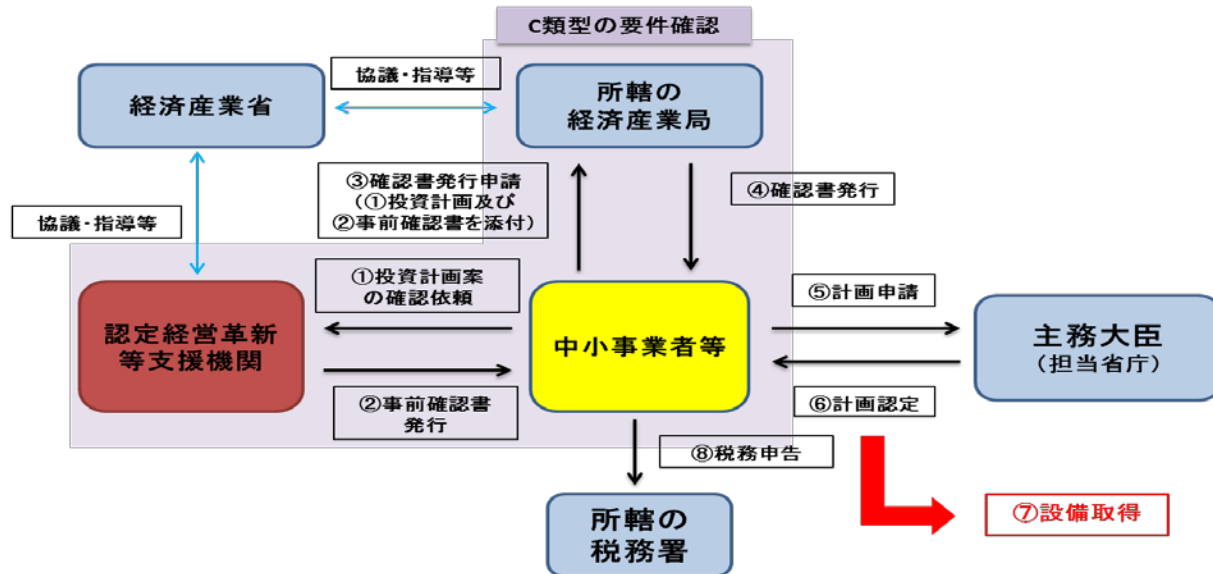 C類型の要件確認
経済産業省
協議・指導等
所轄の
経済産業局
③確認書発行申請
(①投資計画及び
②事前確認書を添付)
④確認書発行
協議・指導等
①投資計画案
の確認依頼
⑤計画申請
認定経営革新
等支援機関
中小事業者等
主務大臣
(担当省庁)
②事前確認書
発行
⑥計画認定
⑧税務申告
所轄の
税務署
⑦設備取得